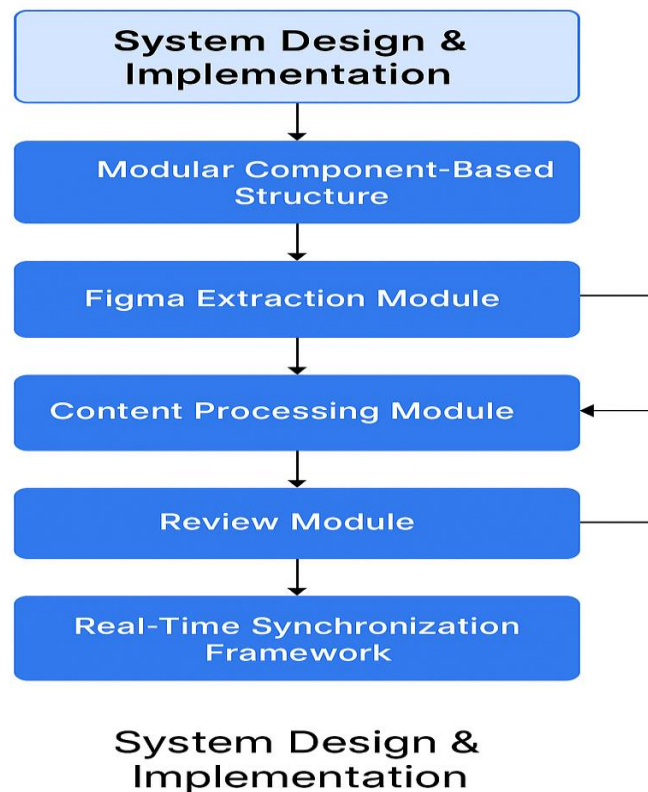 System Design &
Implementation
Modular Component-Based
Structure
Figma Extraction Module
Content Processing Module
Review Module
Real-Time Synchronization
Framework
System Design &
Implementation